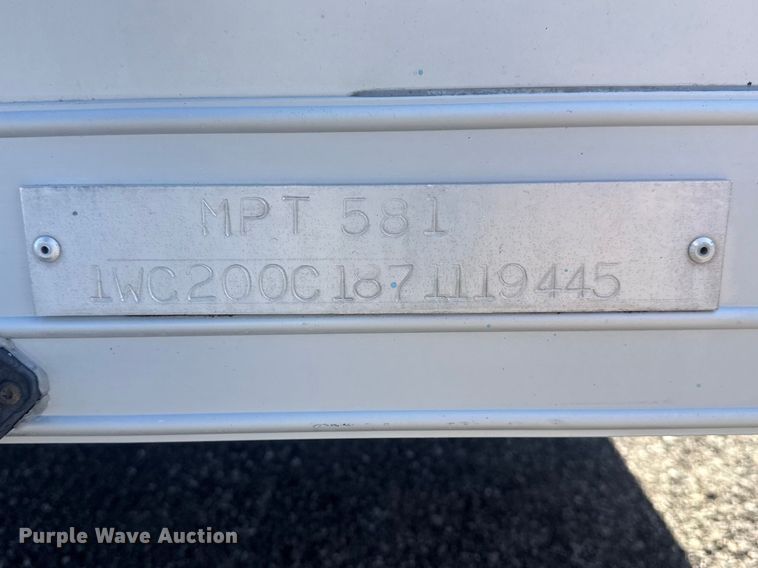 MPT 581
1WC200C1871119445
Purple Wave Auction